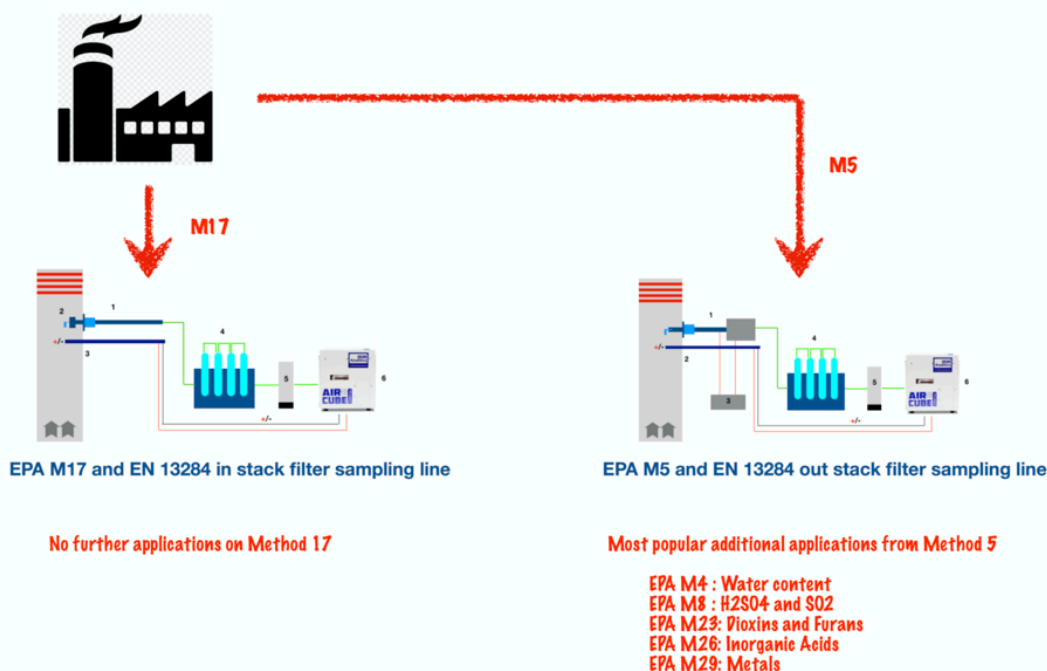 M5
M17
1
2
+/-
3
4
5
6
AIR
CUBE
+/-
1
+/-
2
3
4
5
6
AIR
CUBE
+/-
EPA M17 and EN 13284 in stack filter sampling line
EPA M5 and EN 13284 out stack filter sampling line
No further applications on Method 17
Most popular additional applications from Method 5
EPA M4 : Water content
EPA M8 : H2SO4 and SO2
EPA M23: Dioxins and Furans
EPA M26: Inorganic Acids
EPA M29: Metals